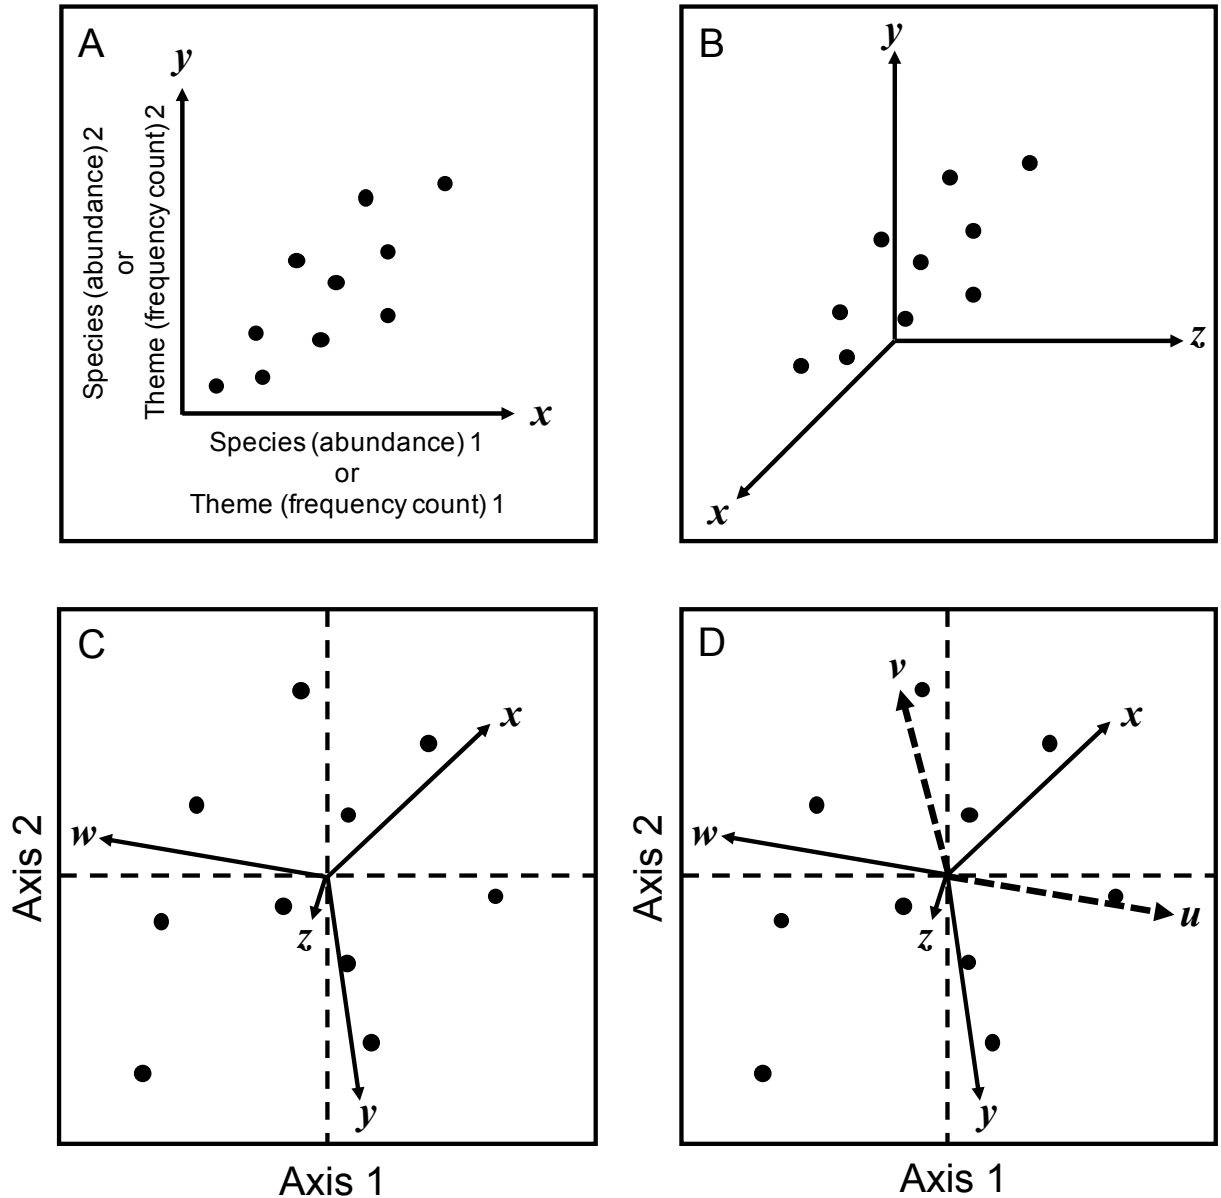 A
y
Species (abundance) 2
or
Theme (frequency count) 2
x
Species (abundance) 1
or
Theme (frequency count) 1
B
y
z
x
C
x
w
z
y
Axis 2
Axis 1
D
v
x
w
z
u
y
Axis 2
Axis 1